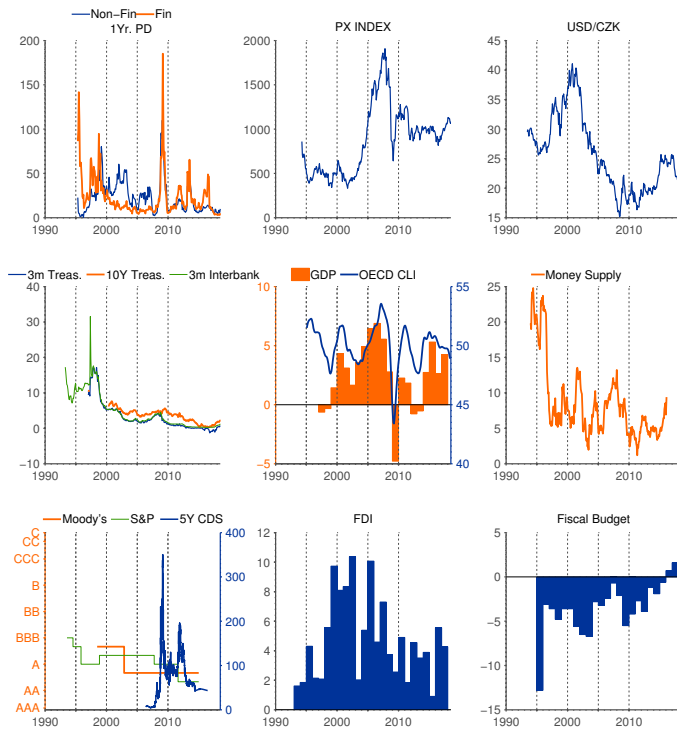 Non-Fin Fin
1Yr. PD
200
150
100
50
0
1990 2000 2010
PX INDEX
2000
1500
1000
500
0
1990 2000 2010
USD/CZK
45
40
35
30
25
20
15
1990 2000 2010
3m Treas. 10Y Treas. 3m Interbank
40
30
20
10
0
−10
1990 2000 2010
GDP OECD CLI
10 55
5 50
0 45
−5 40
1990 2000 2010
Money Supply
25
20
15
10
5
0
1990 2000 2010
Moody's S&P 5Y CDS
C 400
CC
CCC 300
B
BB 200
BBB
A 100
AA
AAA 0
1990 2000 2010
FDI
12
10
8
6
4
2
0
1990 2000 2010
Fiscal Budget
5
0
−5
−10
−15
1990 2000 2010